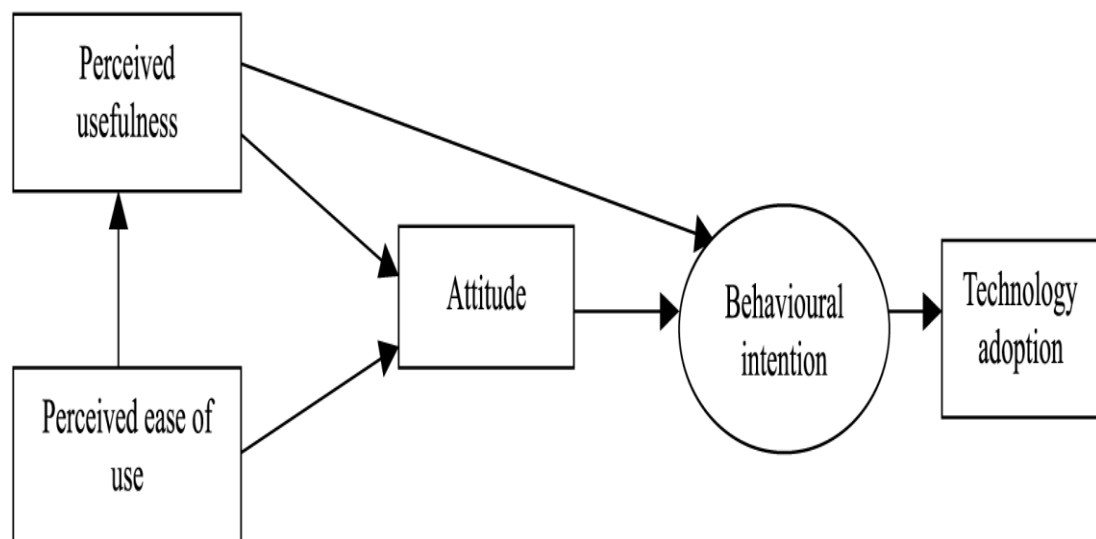 Perceived
usefulness
Attitude
Behavioural
intention
Technology
adoption
Perceived ease of
use